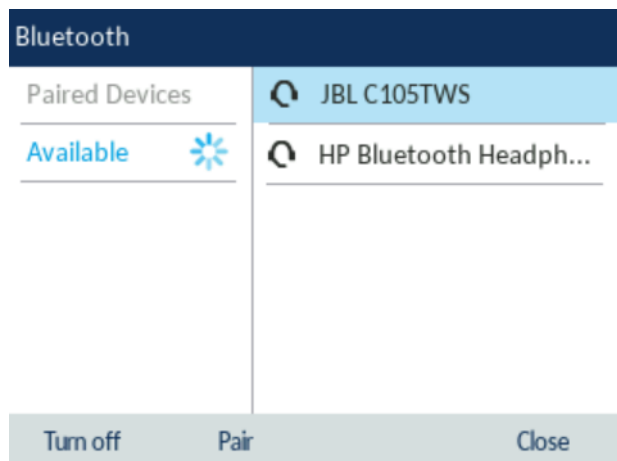 Bluetooth
Paired Devices
Available
JBL C105TWS
HP Bluetooth Headph...
Turn off Pair Close